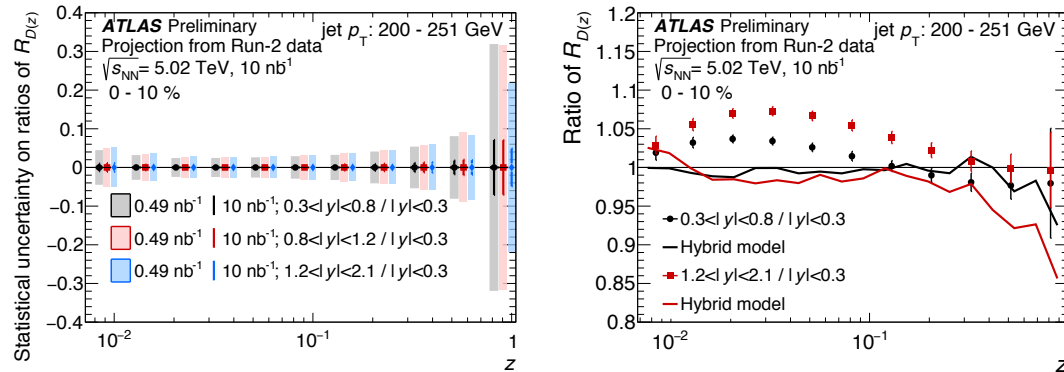 Statistical uncertainty on ratios of R_D(z)
0.4
0.3
0.2
0.1
0
−0.1
−0.2
−0.3
−0.4
ATLAS Preliminary
jet p_T: 200 - 251 GeV
Projection from Run-2 data
√s_NN = 5.02 TeV, 10 nb⁻¹
0 - 10 %
0.49 nb⁻¹ 10 nb⁻¹; 0.3<|y|<0.8 / |y|<0.3
0.49 nb⁻¹ 10 nb⁻¹; 0.8<|y|<1.2 / |y|<0.3
0.49 nb⁻¹ 10 nb⁻¹; 1.2<|y|<2.1 / |y|<0.3
10⁻² 10⁻¹ 1
z
Ratio of R_D(z)
1.2
1.15
1.1
1.05
1
0.95
0.9
0.85
0.8
ATLAS Preliminary
jet p_T: 200 - 251 GeV
Projection from Run-2 data
√s_NN = 5.02 TeV, 10 nb⁻¹
0 - 10 %
0.3<|y|<0.8 / |y|<0.3
Hybrid model
1.2<|y|<2.1 / |y|<0.3
Hybrid model
10⁻² 10⁻¹
z